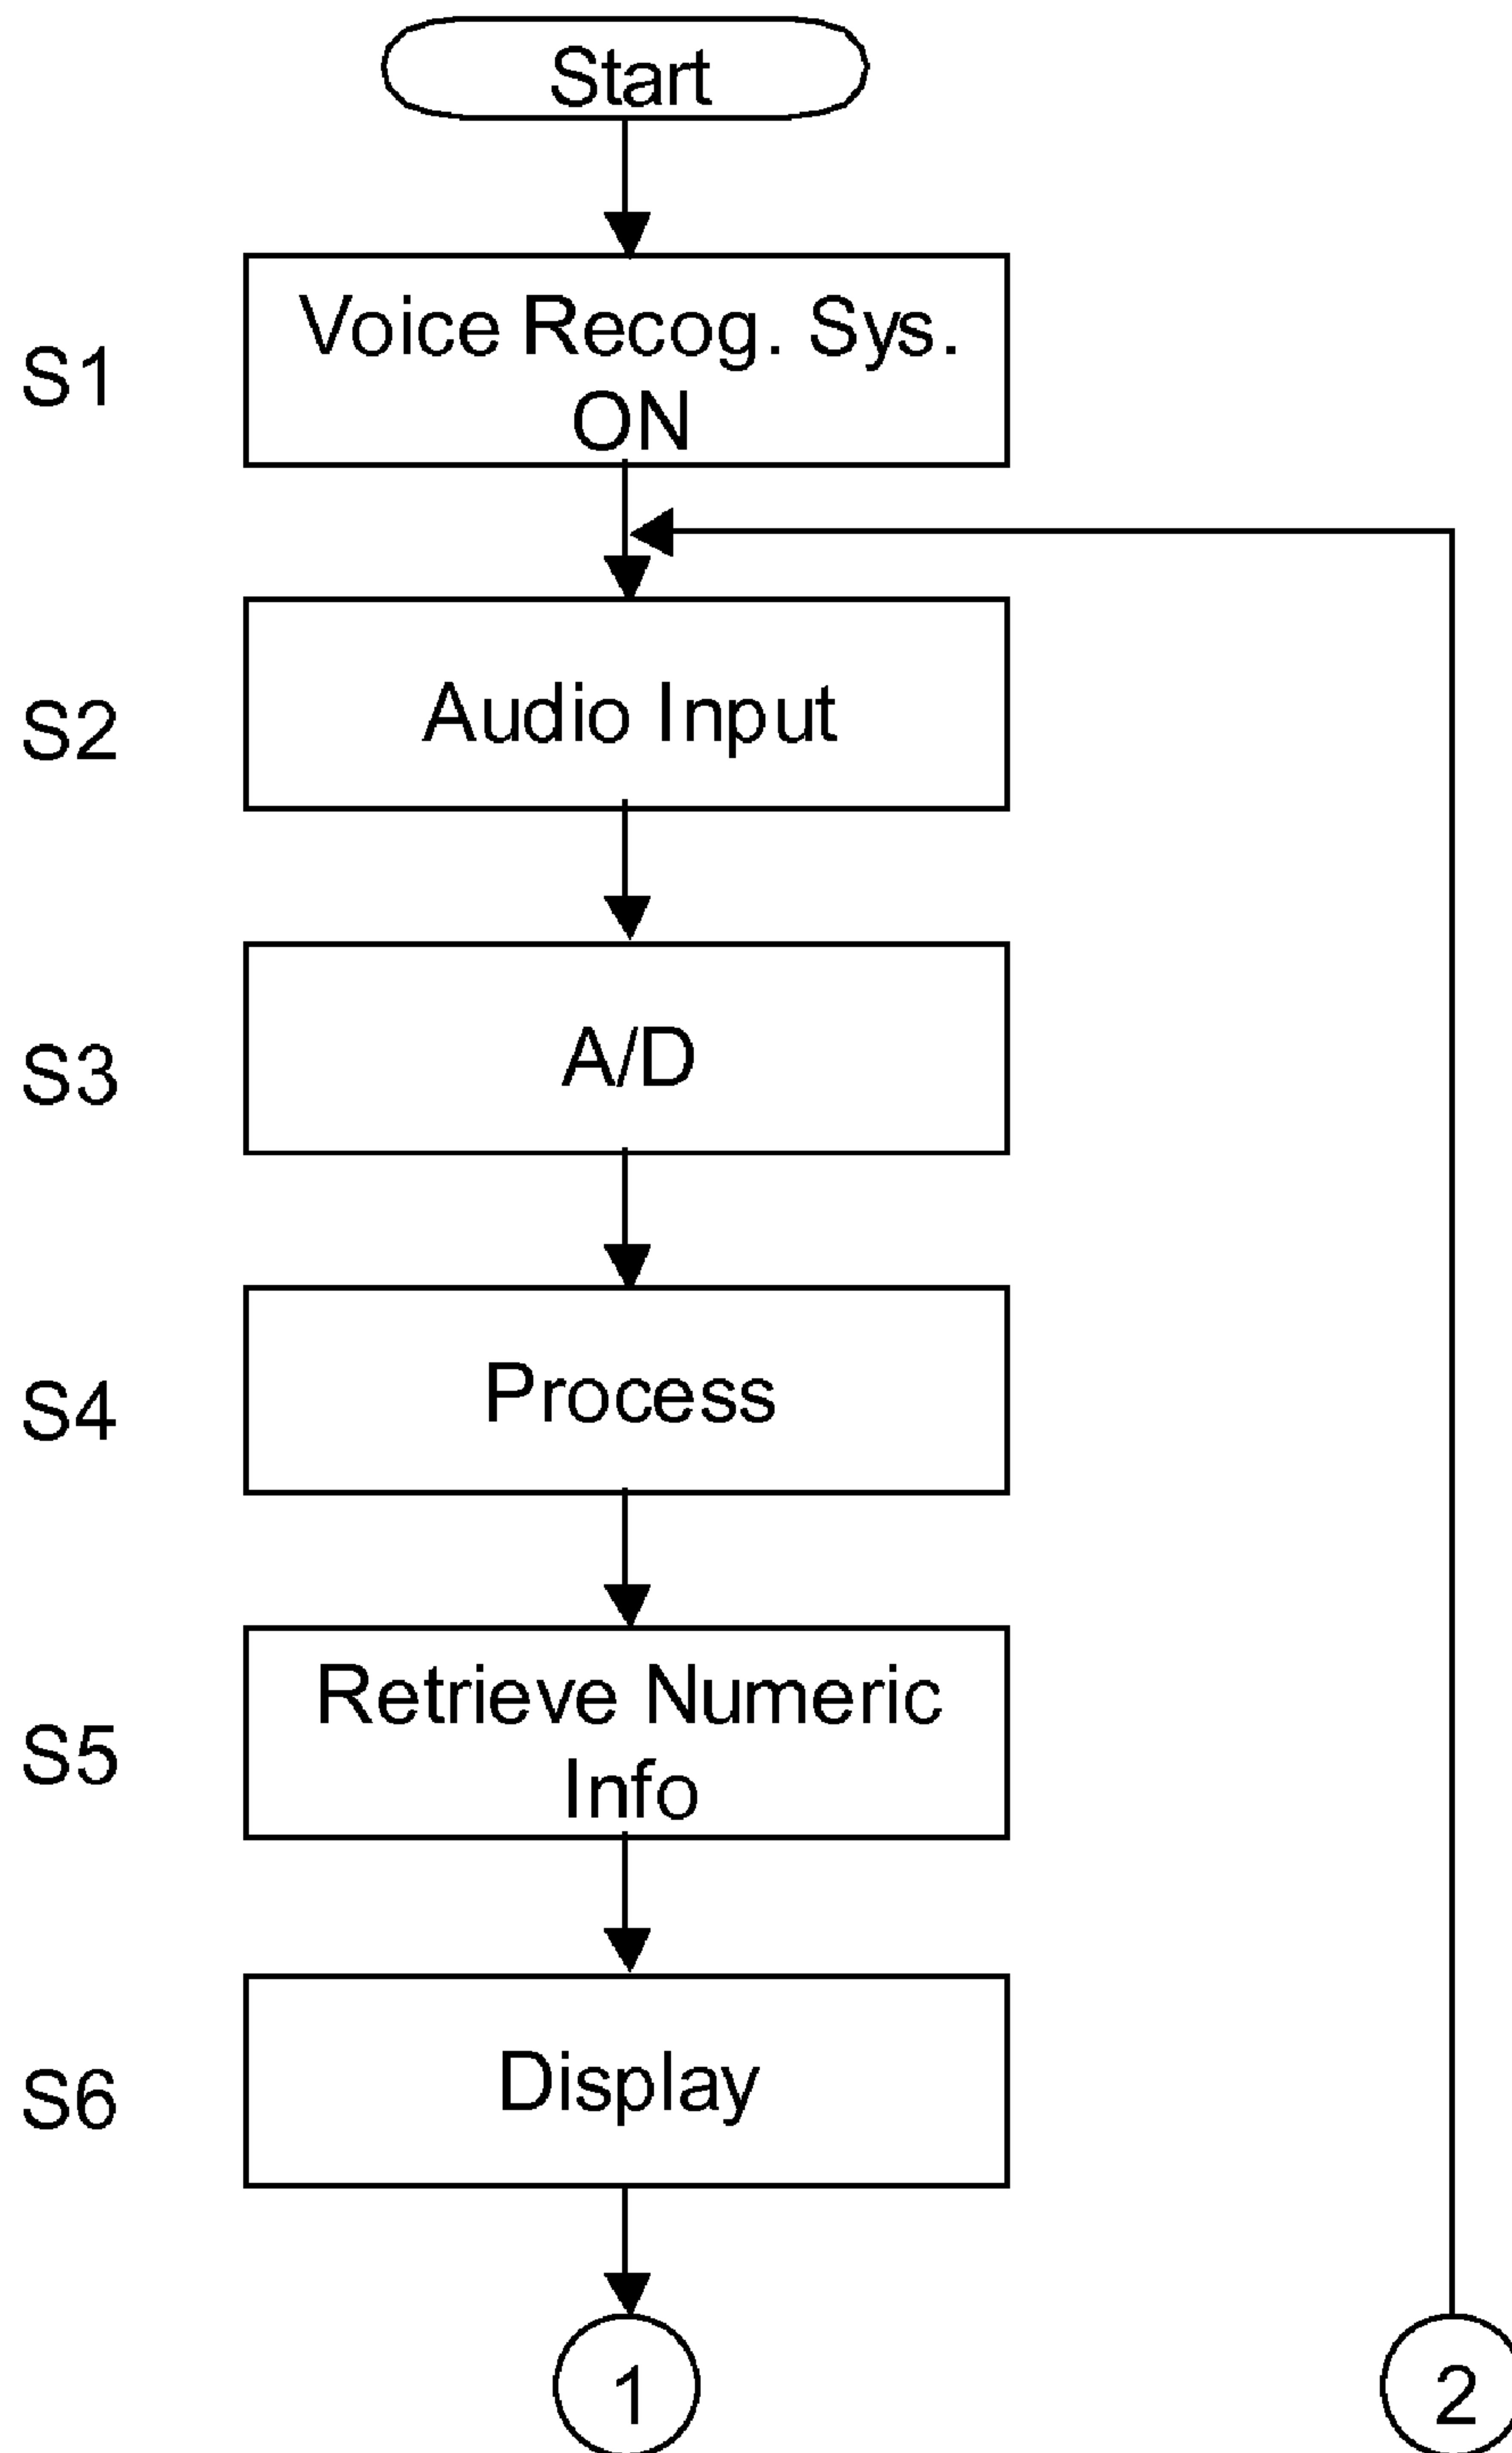 Start
S1
Voice Recog. Sys.
ON
S2
Audio Input
S3
A/D
S4
Process
S5
Retrieve Numeric
Info
S6
Display
1
2